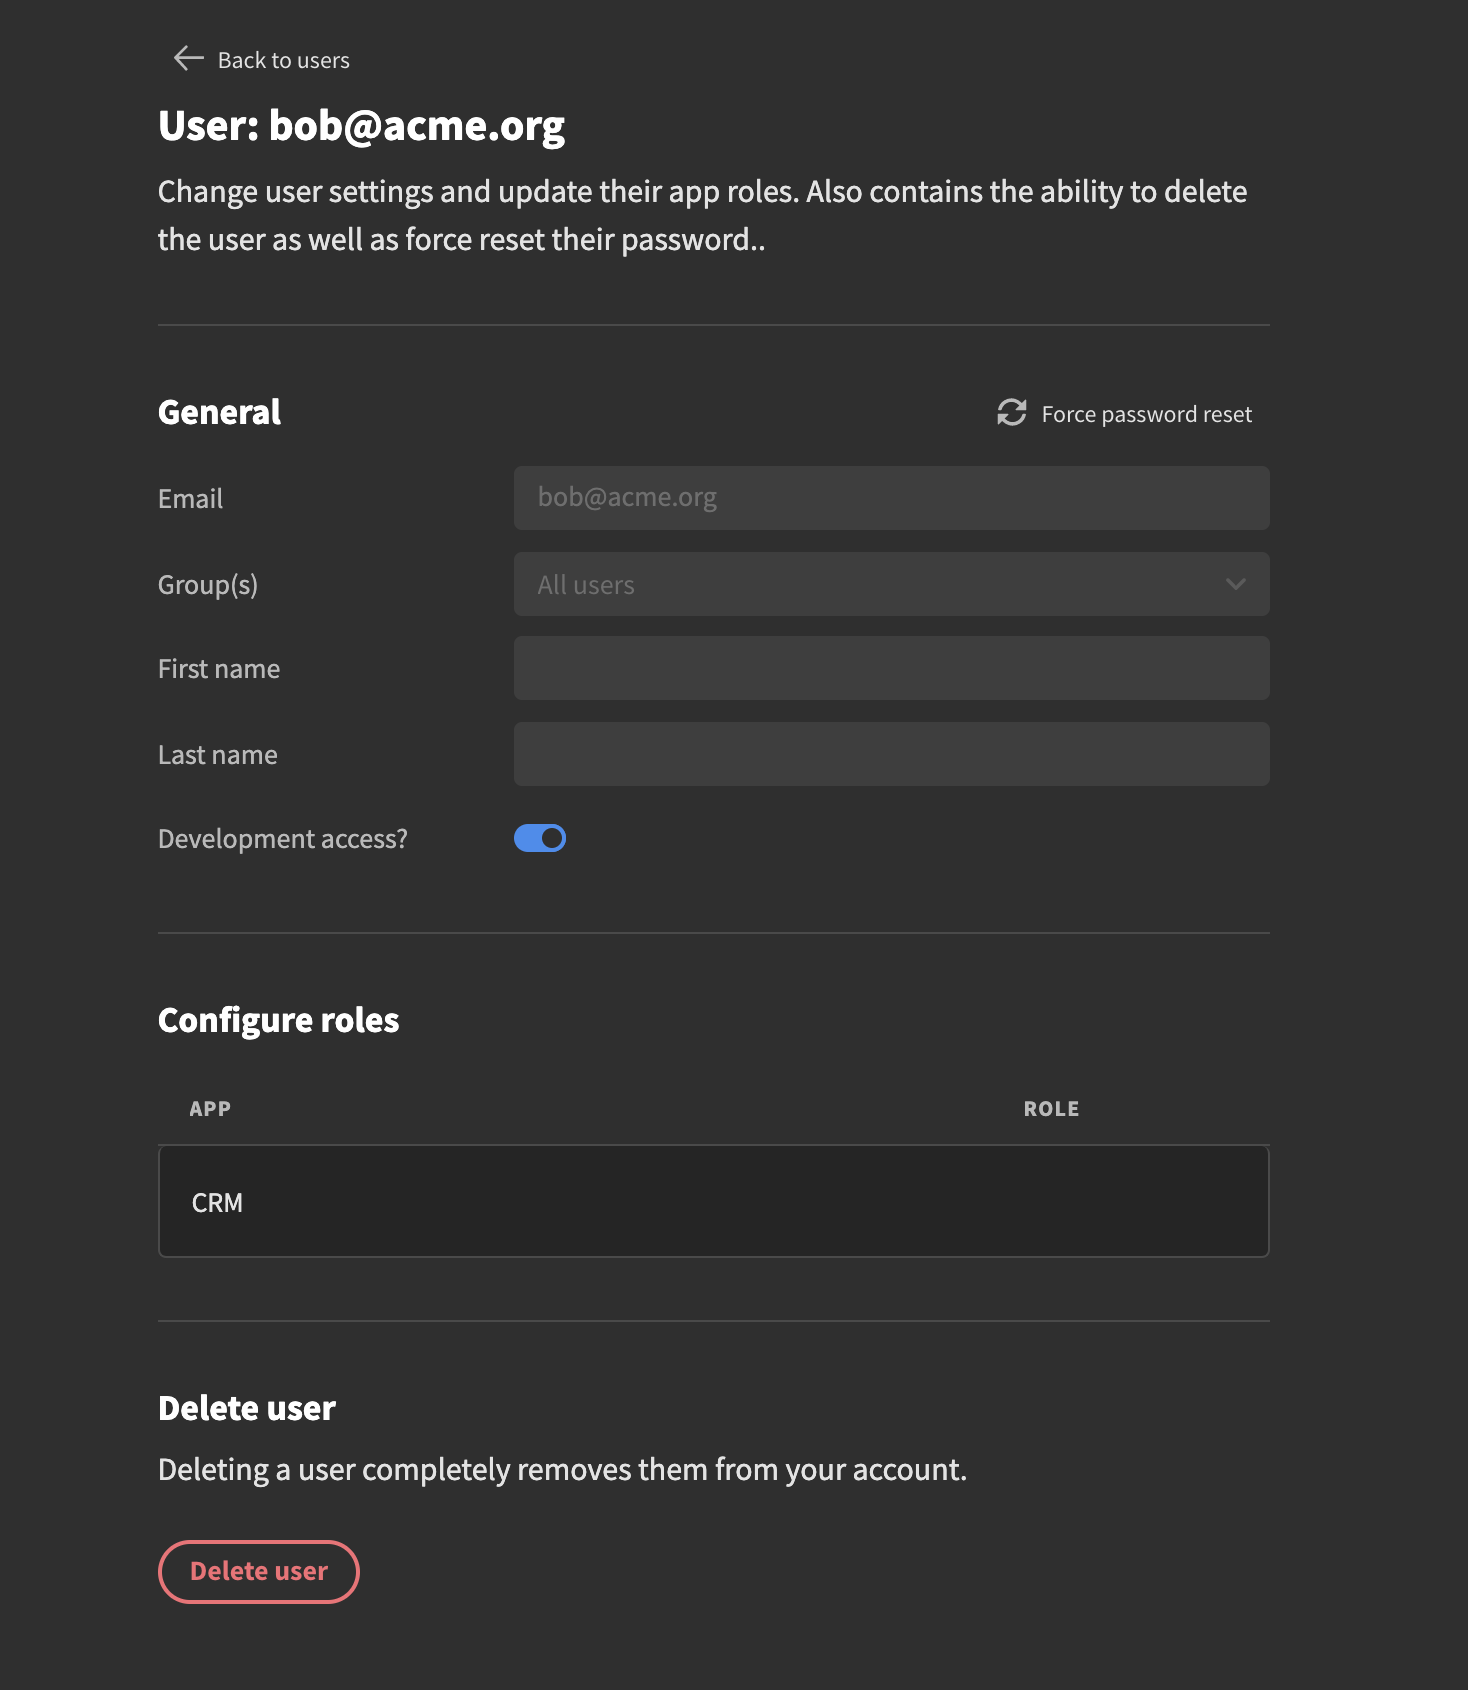 Back to users
User: bob@acme.org
Change user settings and update their app roles. Also contains the ability to delete
the user as well as force reset their password..
General
Force password reset
Email
bob@acme.org
Group(s)
All users
First name
Last name
Development access?
Configure roles
APP
ROLE
CRM
Delete user
Deleting a user completely removes them from your account.
Delete user